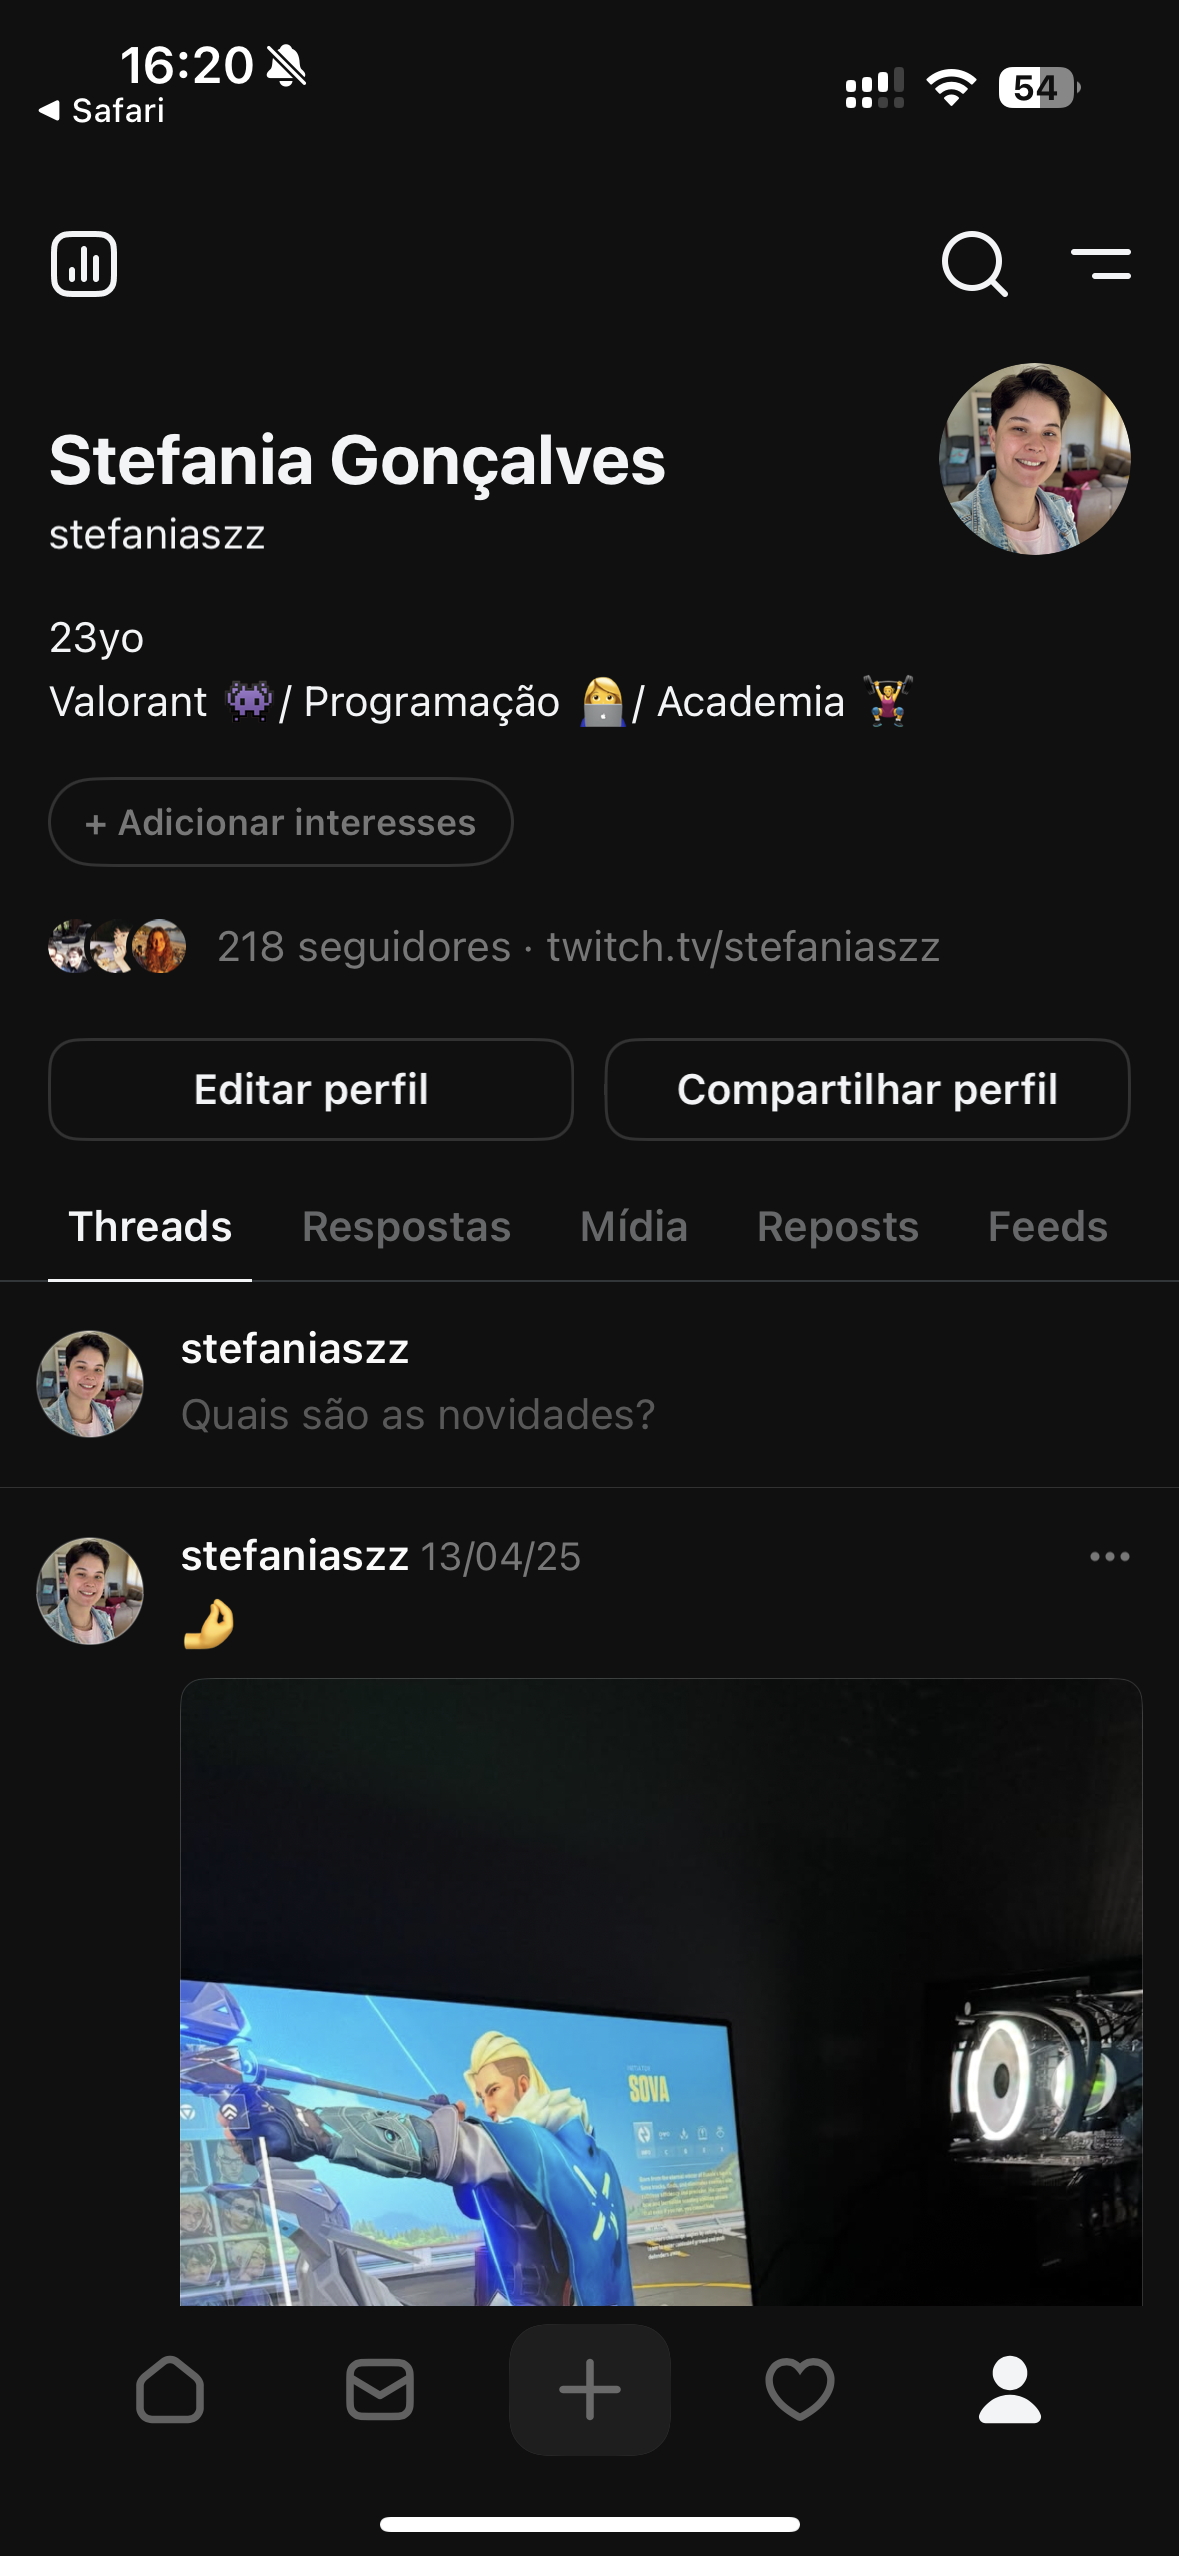 16:20
Safari
54
Stefania Gonçalves
stefaniaszz
23yo
Valorant 👾/ Programação 👩‍💻/ Academia 🏋️
+ Adicionar interesses
218 seguidores · twitch.tv/stefaniaszz
Editar perfil
Compartilhar perfil
Threads
Respostas
Mídia
Reposts
Feeds
stefaniaszz
Quais são as novidades?
stefaniaszz 13/04/25
🤌
SOVA